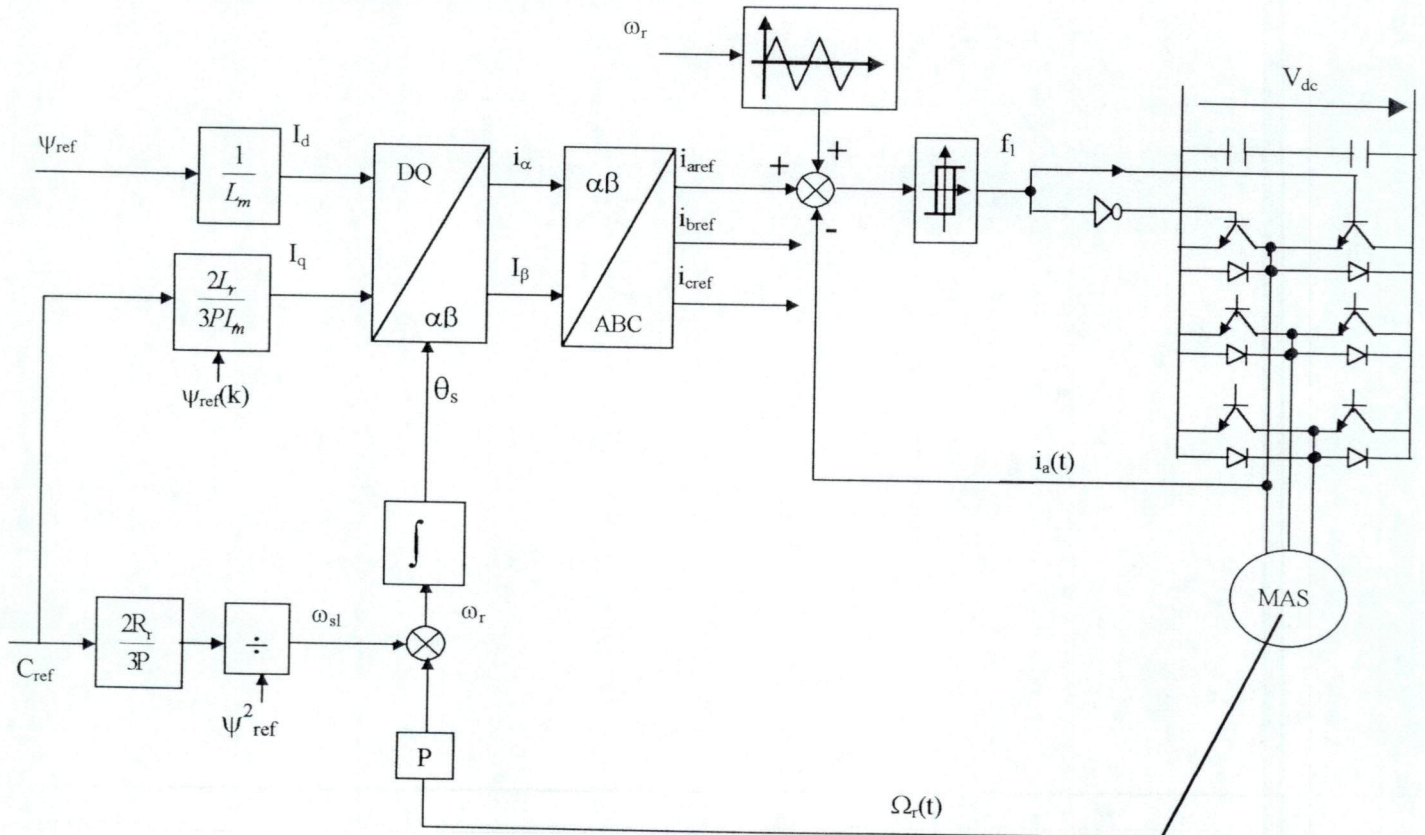 ωr
Vdc
ψref
1
Lm
Id
DQ
αβ
iα
Iβ
αβ
ABC
iaref
ibref
icref
+
+
-
f1
2Lr
3PLm
Iq
ψref(k)
θs
ia(t)
∫
MAS
Cref
2Rr
3P
÷
ωsl
ωr
ψ²ref
P
Ωr(t)